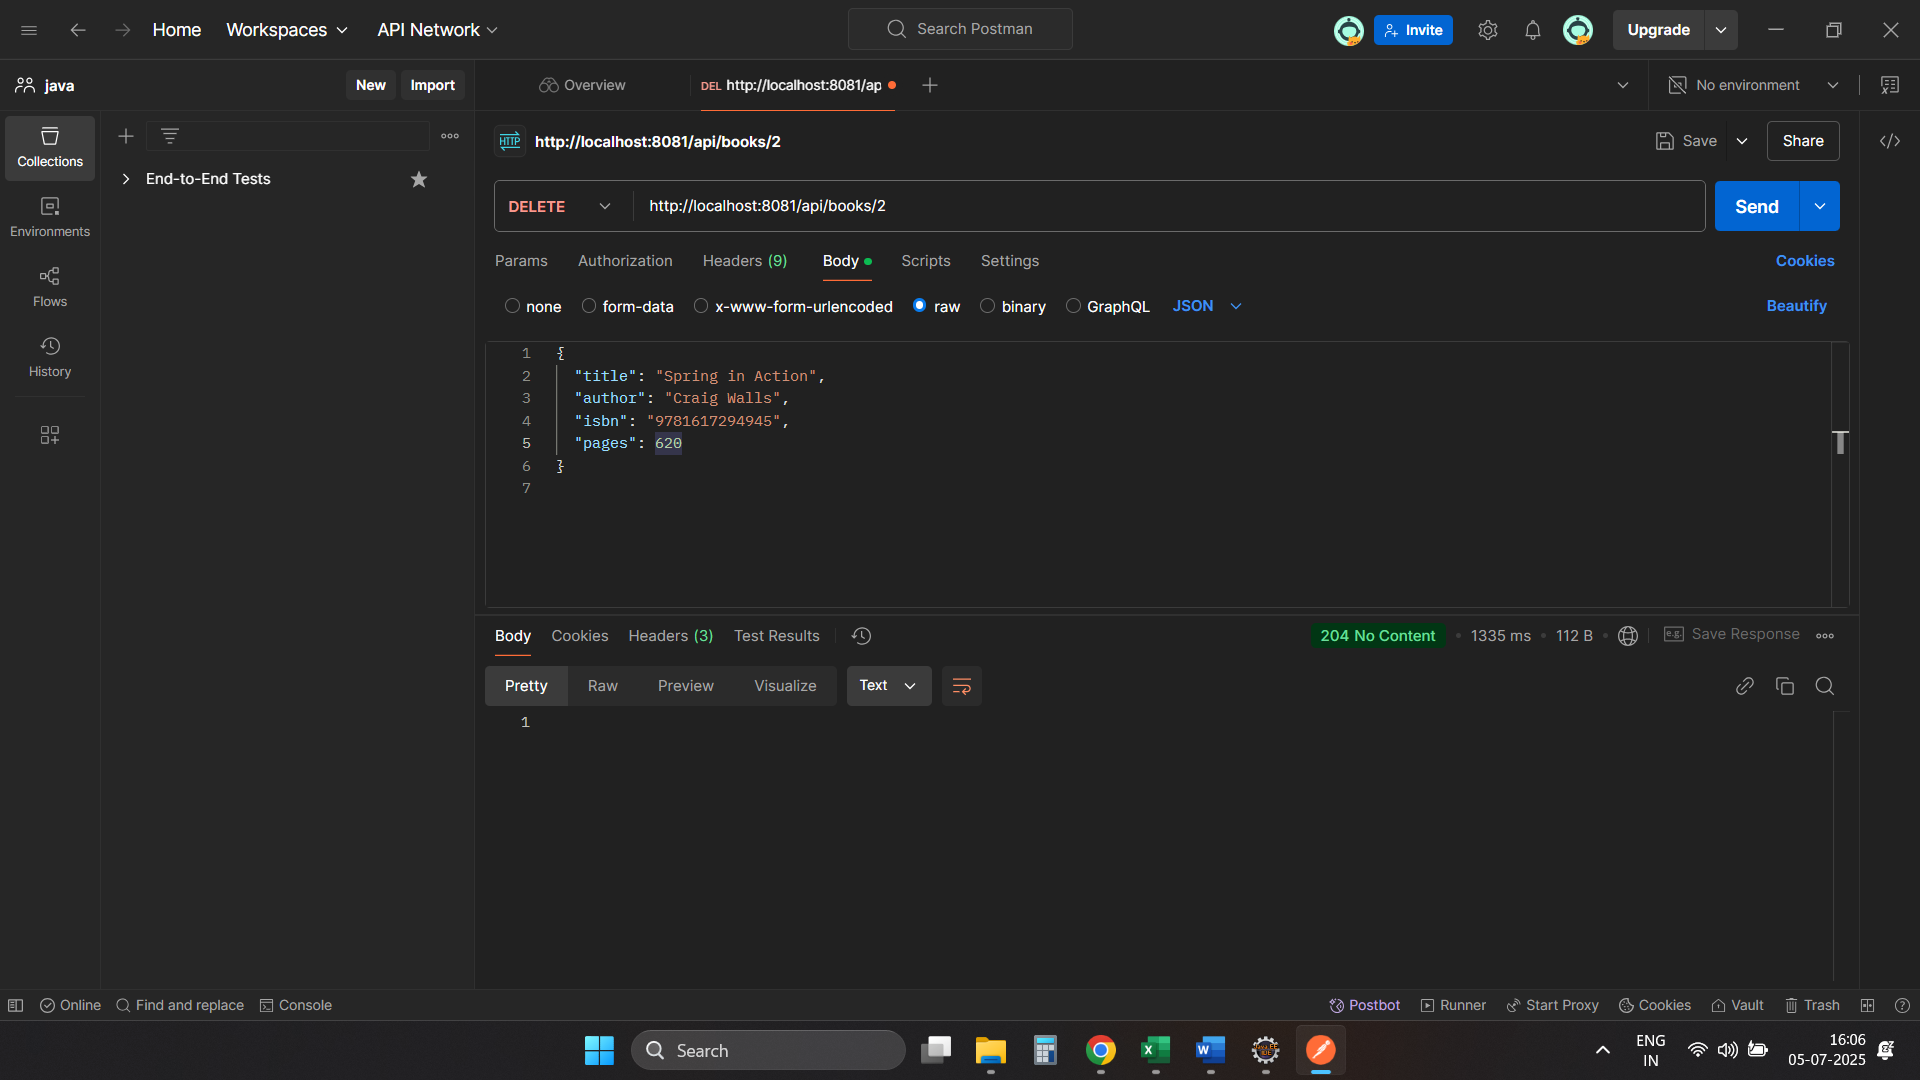 Home Workspaces API Network Search Postman Invite Upgrade
java New Import Overview DEL http://localhost:8081/ap No environment
HTTP http://localhost:8081/api/books/2 Save Share
Collections
End-to-End Tests
DELETE http://localhost:8081/api/books/2 Send
Environments
Params Authorization Headers (9) Body Scripts Settings Cookies
Flows
none form-data x-www-form-urlencoded raw binary GraphQL JSON Beautify
History
1 {
2 "title": "Spring in Action",
3 "author": "Craig Walls",
4 "isbn": "9781617294945",
5 "pages": 620
6 }
7
Body Cookies Headers (3) Test Results 204 No Content 1335 ms 112 B e.g. Save Response
Pretty Raw Preview Visualize Text
1
Online Find and replace Console Postbot Runner Start Proxy Cookies Vault Trash
Search
ENG
IN
16:06
05-07-2025